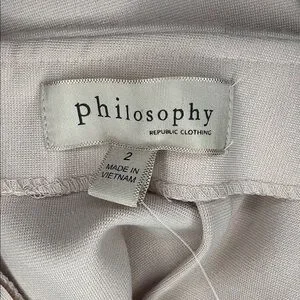 philosophy
REPUBLIC CLOTHING
2
MADE IN
VIETNAM